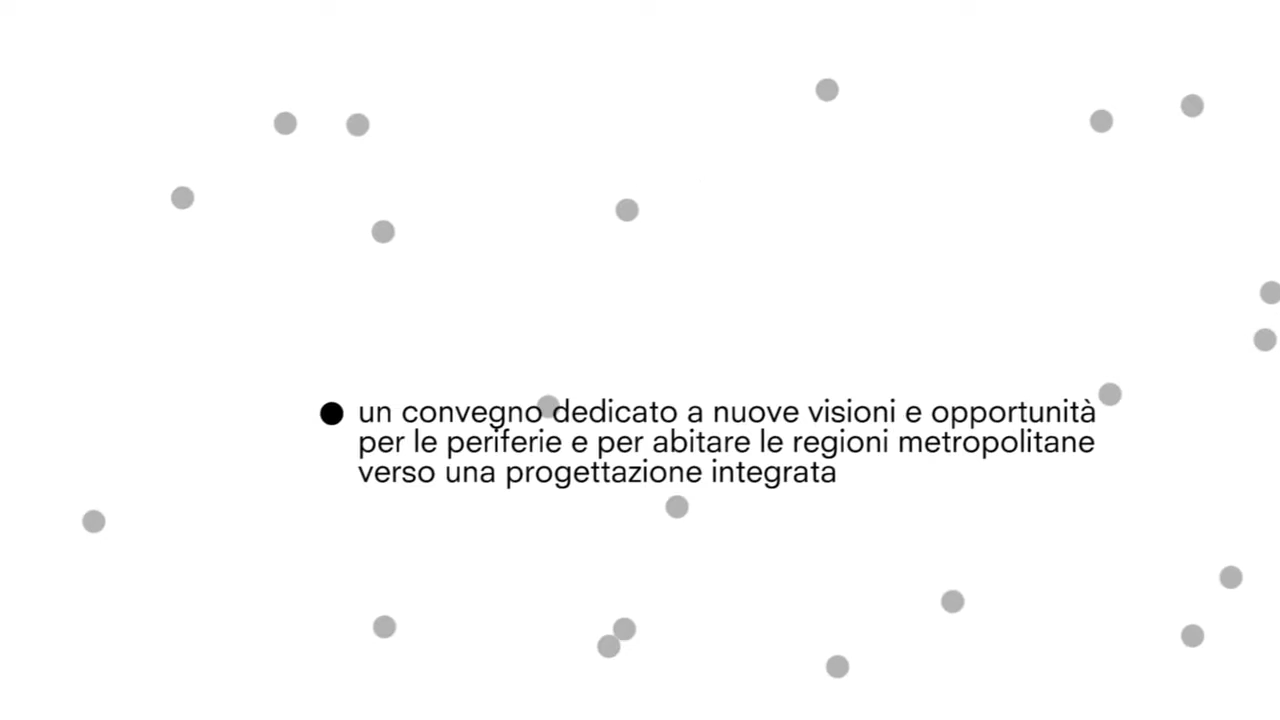 un convegno dedicato a nuove visioni e opportunità
per le periferie e per abitare le regioni metropolitane
verso una progettazione integrata